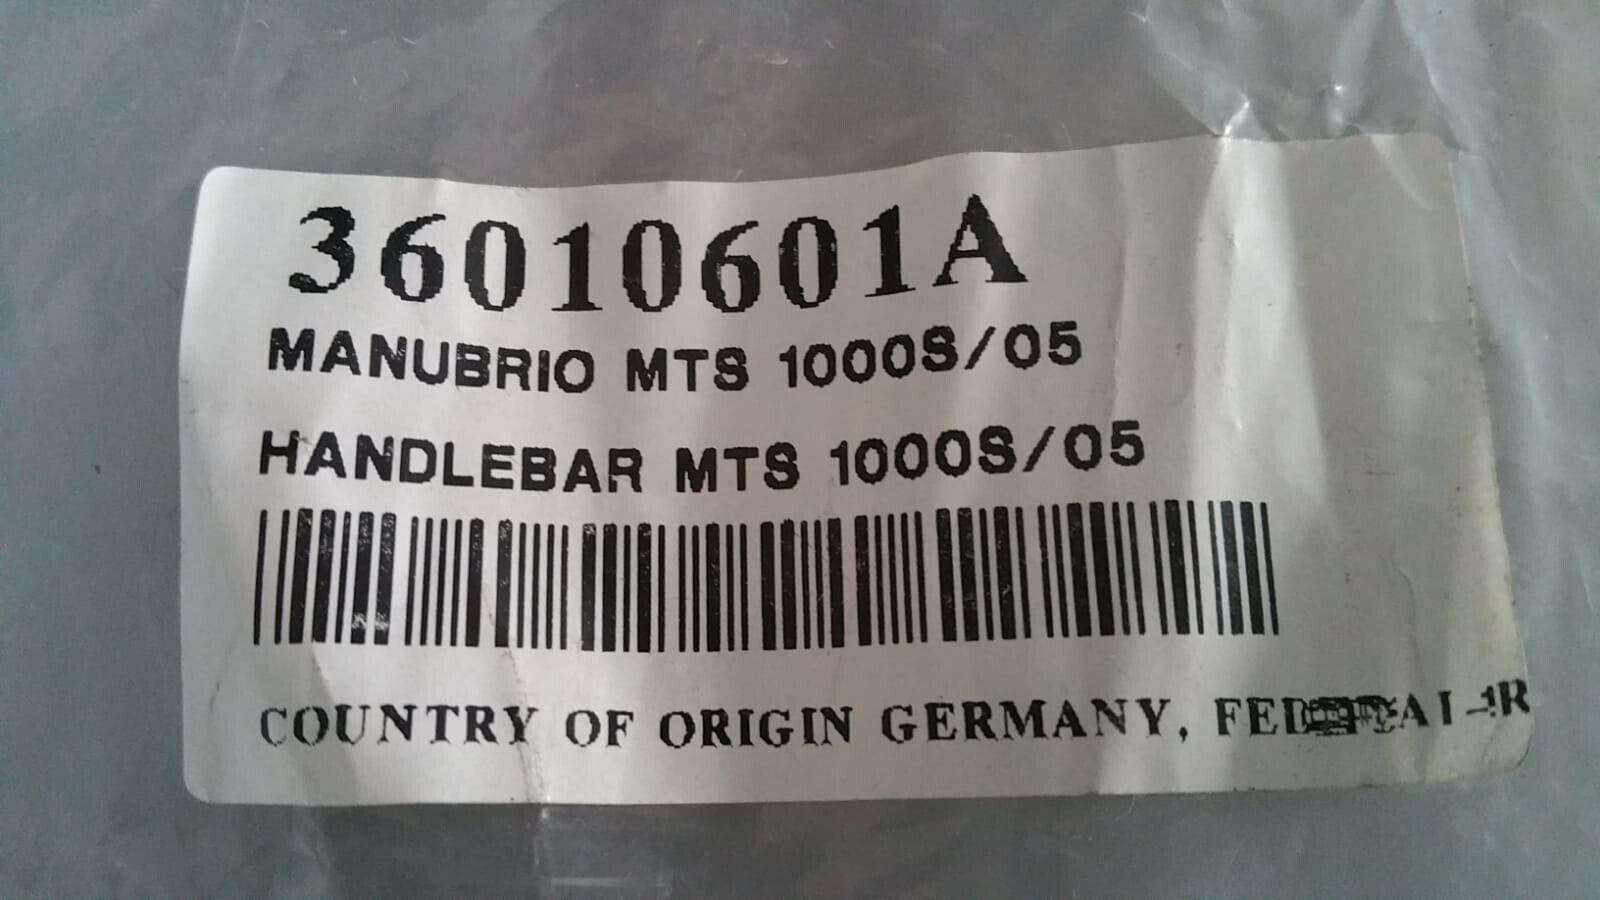 36010601A
MANUBRIO MTS 1000S/05
HANDLEBAR MTS 1000S/05
COUNTRY OF ORIGIN GERMANY,